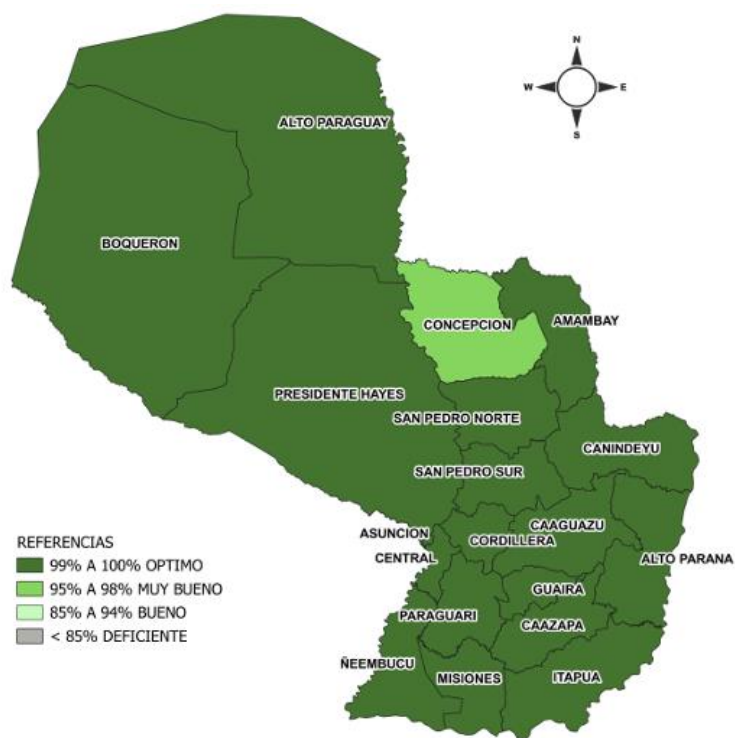 N
W
E
S
ALTO PARAGUAY
BOQUERON
CONCEPCION
AMAMBAY
PRESIDENTE HAYES
SAN PEDRO NORTE
CANINDEYU
SAN PEDRO SUR
ASUNCION
CORDILLERA
CAAGUAZU
CENTRAL
ALTO PARANA
GUAIRA
PARAGUARI
CAAZAPA
ÑEEMBUCU
MISIONES
ITAPUA
REFERENCIAS
99% A 100% OPTIMO
95% A 98% MUY BUENO
85% A 94% BUENO
< 85% DEFICIENTE